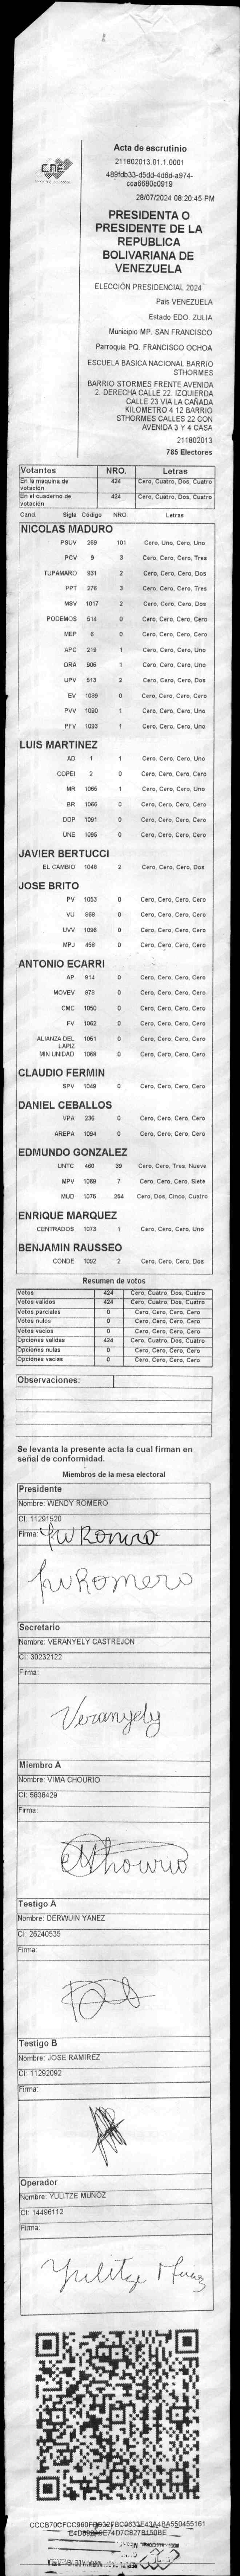 CNE
Acta de escrutinio
211802013.01.1.0001
489fdb33-d5dd-4d6d-a974-
cca6680c0919
28/07/2024 08:20:45 PM
PRESIDENTA O
PRESIDENTE DE LA
REPUBLICA
BOLIVARIANA DE
VENEZUELA
ELECCIÓN PRESIDENCIAL 2024
País VENEZUELA
Estado EDO. ZULIA
Municipio MP. SAN FRANCISCO
Parroquia PQ. FRANCISCO OCHOA
ESCUELA BASICA NACIONAL BARRIO
STHORMES
BARRIO STORMES FRENTE AVENIDA
2. DERECHA CALLE 22. IZQUIERDA
CALLE 23 VIA LA CAÑADA
KILOMETRO 4 12 BARRIO
STHORMES CALLES 22 CON
AVENIDA 3 Y 4 CASA
211802013
785 Electores
Votantes NRO. Letras
En la máquina de votación 424 Cero, Cuatro, Dos, Cuatro
En el cuaderno de votación 424 Cero, Cuatro, Dos, Cuatro
Cand. Sigla Código NRO. Letras
NICOLAS MADURO
PSUV 269 101 Cero, Uno, Cero, Uno
PCV 9 3 Cero, Cero, Cero, Tres
TUPAMARO 931 2 Cero, Cero, Cero, Dos
PPT 276 3 Cero, Cero, Cero, Tres
MSV 1017 2 Cero, Cero, Cero, Dos
PODEMOS 514 0 Cero, Cero, Cero, Cero
MEP 6 0 Cero, Cero, Cero, Cero
APC 219 1 Cero, Cero, Cero, Uno
ORA 906 1 Cero, Cero, Cero, Uno
UPV 513 2 Cero, Cero, Cero, Dos
EV 1089 0 Cero, Cero, Cero, Cero
PVV 1090 1 Cero, Cero, Cero, Uno
PFV 1093 1 Cero, Cero, Cero, Uno
LUIS MARTINEZ
AD 1 1 Cero, Cero, Cero, Uno
COPEI 2 0 Cero, Cero, Cero, Cero
MR 1065 1 Cero, Cero, Cero, Uno
BR 1066 0 Cero, Cero, Cero, Cero
DDP 1091 0 Cero, Cero, Cero, Cero
UNE 1095 0 Cero, Cero, Cero, Cero
JAVIER BERTUCCI
EL CAMBIO 1046 2 Cero, Cero, Cero, Dos
JOSE BRITO
PV 1053 0 Cero, Cero, Cero, Cero
VU 868 0 Cero, Cero, Cero, Cero
UVV 1096 0 Cero, Cero, Cero, Cero
MPJ 456 0 Cero, Cero, Cero, Cero
ANTONIO ECARRI
AP 914 0 Cero, Cero, Cero, Cero
MOVEV 979 0 Cero, Cero, Cero, Cero
CMC 1050 0 Cero, Cero, Cero, Cero
FV 1062 0 Cero, Cero, Cero, Cero
ALIANZA DEL LAPIZ 1061 0 Cero, Cero, Cero, Cero
MIN UNIDAD 1068 0 Cero, Cero, Cero, Cero
CLAUDIO FERMIN
SPV 1049 0 Cero, Cero, Cero, Cero
DANIEL CEBALLOS
VPA 236 0 Cero, Cero, Cero, Cero
AREPA 1094 0 Cero, Cero, Cero, Cero
EDMUNDO GONZALEZ
UNTC 460 39 Cero, Cero, Tres, Nueve
MPV 1069 7 Cero, Cero, Cero, Siete
MUD 1075 254 Cero, Dos, Cinco, Cuatro
ENRIQUE MARQUEZ
CENTRADOS 1073 1 Cero, Cero, Cero, Uno
BENJAMIN RAUSSEO
CONDE 1092 2 Cero, Cero, Cero, Dos
Resumen de votos
Votos 424 Cero, Cuatro, Dos, Cuatro
Votos validos 424 Cero, Cuatro, Dos, Cuatro
Votos parciales 0 Cero, Cero, Cero, Cero
Votos nulos 0 Cero, Cero, Cero, Cero
Votos vacios 0 Cero, Cero, Cero, Cero
Opciones validas 424 Cero, Cuatro, Dos, Cuatro
Opciones nulas 0 Cero, Cero, Cero, Cero
Opciones vacias 0 Cero, Cero, Cero, Cero
Observaciones:
Se levanta la presente acta la cual firman en
señal de conformidad.
Miembros de la mesa electoral
Presidente
Nombre: WENDY ROMERO
CI: 11291520
Firma: Romero
Romero
Secretario
Nombre: VERANYELY CASTREJON
CI: 30232122
Firma:
Veranyely
Miembro A
Nombre: VIMA CHOURIO
CI: 5838429
Firma:
Chourio
Testigo A
Nombre: DERWUIN YANEZ
CI: 26240535
Firma:
Testigo B
Nombre: JOSE RAMIREZ
CI: 11292092
Firma:
Operador
Nombre: YULITZE MUÑOZ
CI: 14496112
Firma:
Yulitze Muñoz